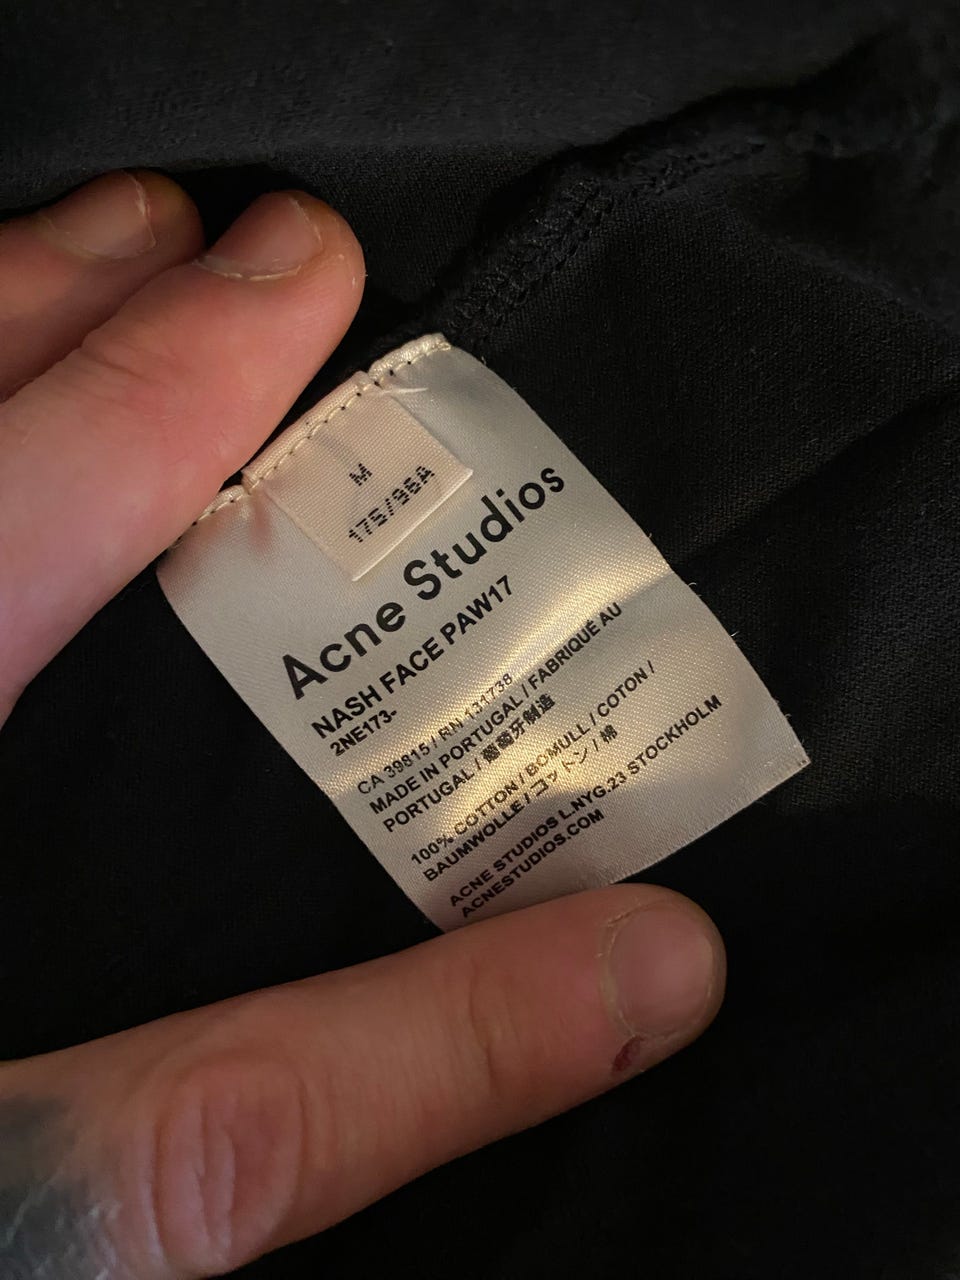 M
175/96A
Acne Studios
NASH FACE PAW17
2NE173-
CA 39815 / RN 131738
MADE IN PORTUGAL / FABRIQUÉ AU
PORTUGAL / 葡萄牙制造
100% COTTON / BOMULL / COTON /
BAUMWOLLE / コットン / 棉
ACNE STUDIOS L.NYG.23 STOCKHOLM
ACNESTUDIOS.COM